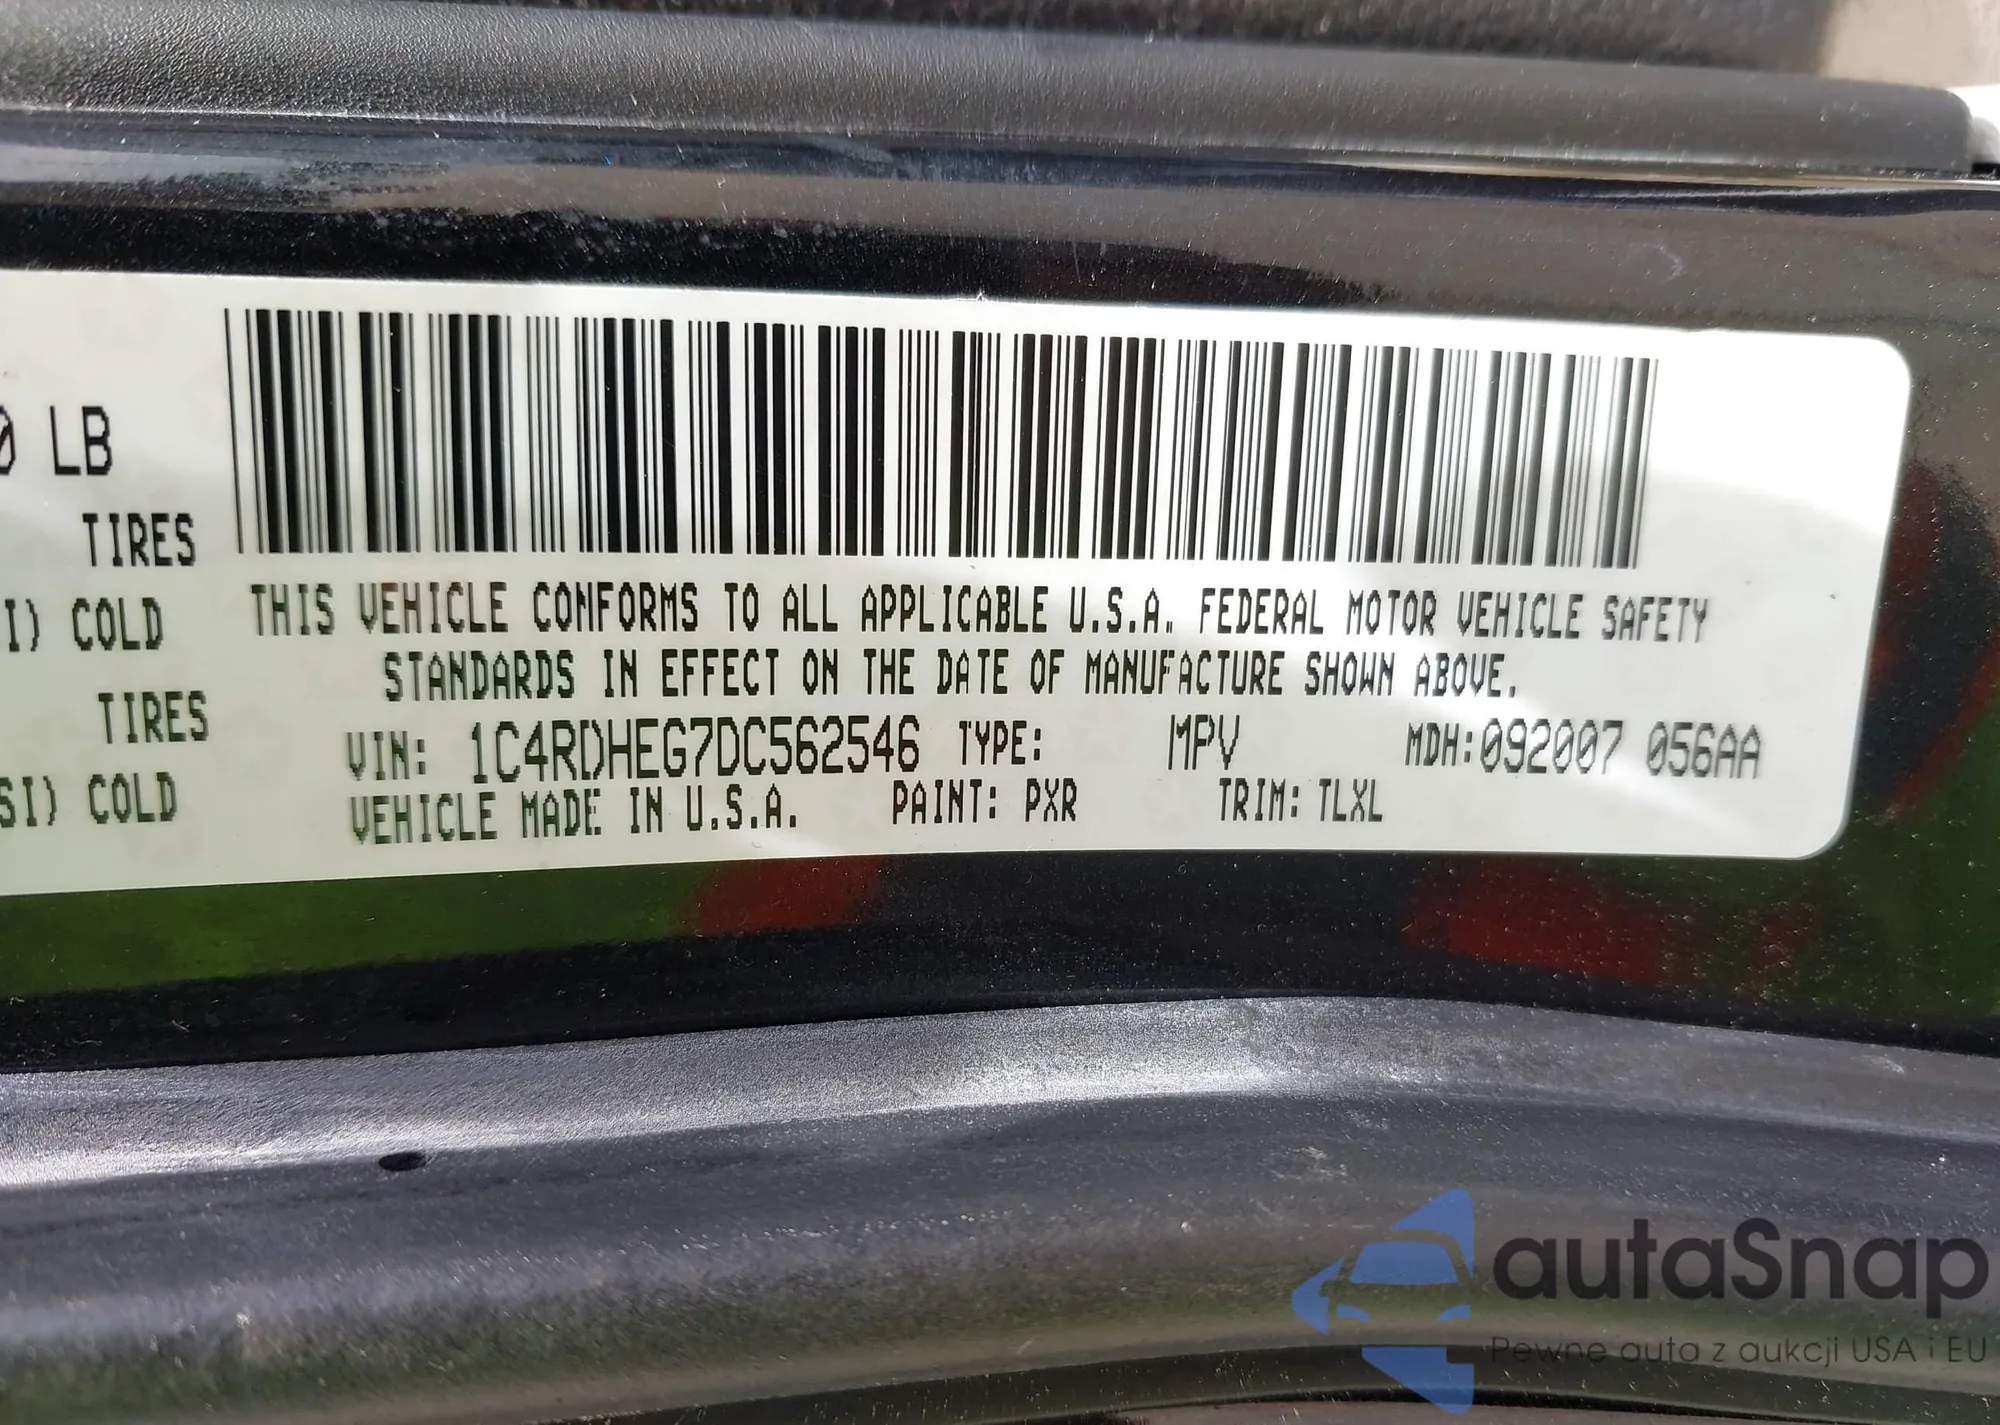 0 LB
TIRES
I) COLD
TIRES
SI) COLD
THIS VEHICLE CONFORMS TO ALL APPLICABLE U.S.A. FEDERAL MOTOR VEHICLE SAFETY
STANDARDS IN EFFECT ON THE DATE OF MANUFACTURE SHOWN ABOVE.
VIN: 1C4RDHEG7DC562546 TYPE: MPV MDH:092007 056AA
VEHICLE MADE IN U.S.A. PAINT: PXR TRIM: TLXL
autaSnap
Pewne auta z aukcji USA i EU